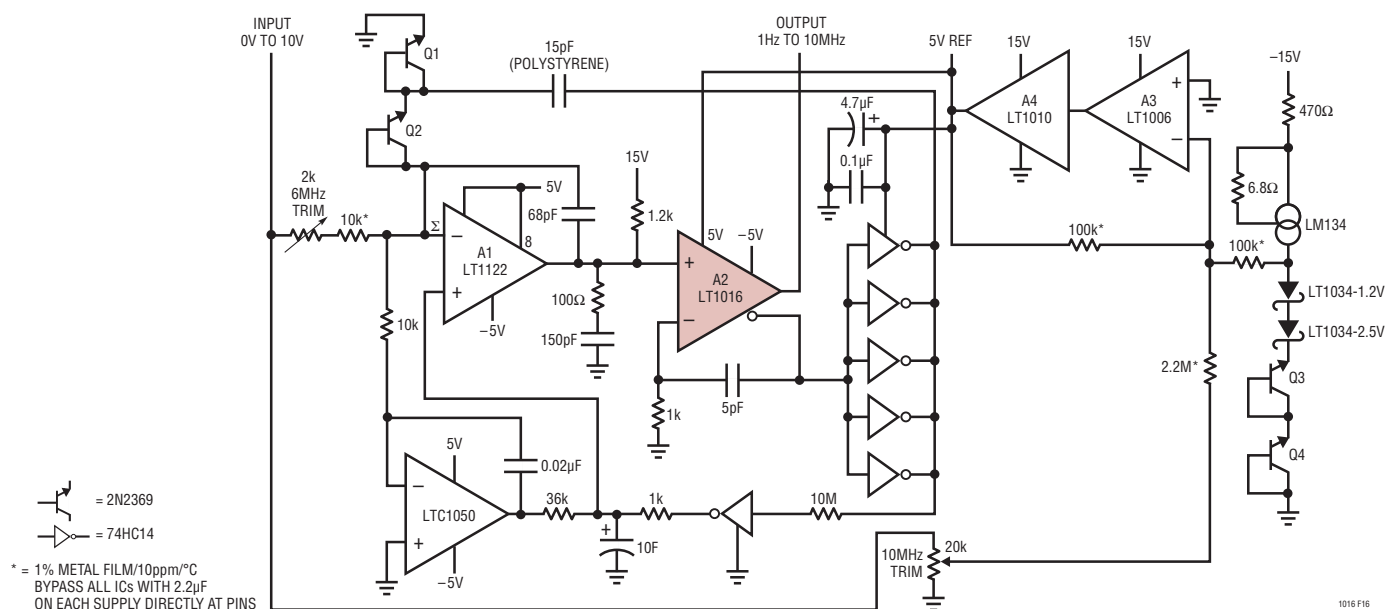 INPUT
0V TO 10V
OUTPUT
1Hz TO 10MHz
5V REF
15pF
(POLYSTYRENE)
Q1
Q2
15V
A4
LT1010
15V
A3
LT1006
+
−
−15V
470Ω
4.7µF
+
0.1µF
6.8Ω
LM134
2k
6MHz
TRIM
10k*
Σ
−
+
5V
8
A1
LT1122
−5V
68pF
15V
1.2k
100Ω
150pF
5V
−5V
+
−
A2
LT1016
100k*
100k*
LT1034-1.2V
LT1034-2.5V
10k
1k
5pF
2.2M*
Q3
Q4
5V
−
+
LTC1050
−5V
0.02µF
36k
1k
10M
+
10F
10MHz
TRIM
20k
= 2N2369
= 74HC14
* = 1% METAL FILM/10ppm/°C
BYPASS ALL ICs WITH 2.2µF
ON EACH SUPPLY DIRECTLY AT PINS
1016 F16